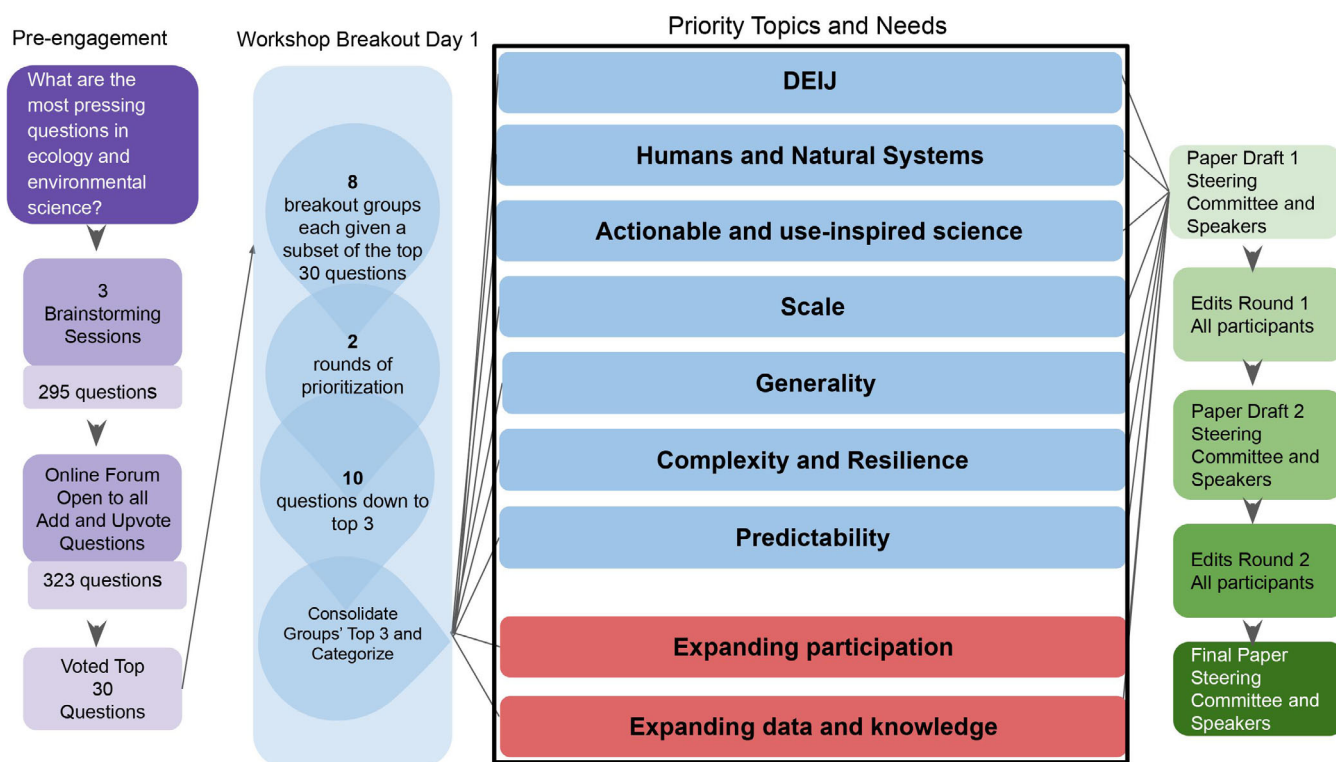 Pre-engagement
What are the
most pressing
questions in
ecology and
environmental
science?
3
Brainstorming
Sessions
295 questions
Online Forum
Open to all
Add and Upvote
Questions
323 questions
Voted Top
30
Questions
Workshop Breakout Day 1
8
breakout groups
each given a
subset of the top
30 questions
2
rounds of
prioritization
10
questions down to
top 3
Consolidate
Groups' Top 3 and
Categorize
Priority Topics and Needs
DEIJ
Humans and Natural Systems
Actionable and use-inspired science
Scale
Generality
Complexity and Resilience
Predictability
Expanding participation
Expanding data and knowledge
Paper Draft 1
Steering
Committee and
Speakers
Edits Round 1
All participants
Paper Draft 2
Steering
Committee and
Speakers
Edits Round 2
All participants
Final Paper
Steering
Committee and
Speakers